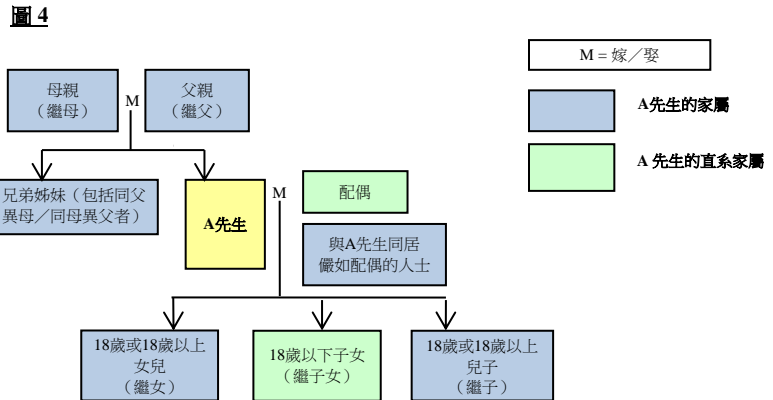 圖 4
M = 嫁／娶
母親
（繼母）
M
父親
（繼父）
A先生的家屬
A 先生的直系家屬
兄弟姊妹（包括同父
異母／同母異父者）
A先生
M
配偶
與A先生同居
儼如配偶的人士
18歲或18歲以上
女兒
（繼女）
18歲以下子女
（繼子女）
18歲或18歲以上
兒子
（繼子）